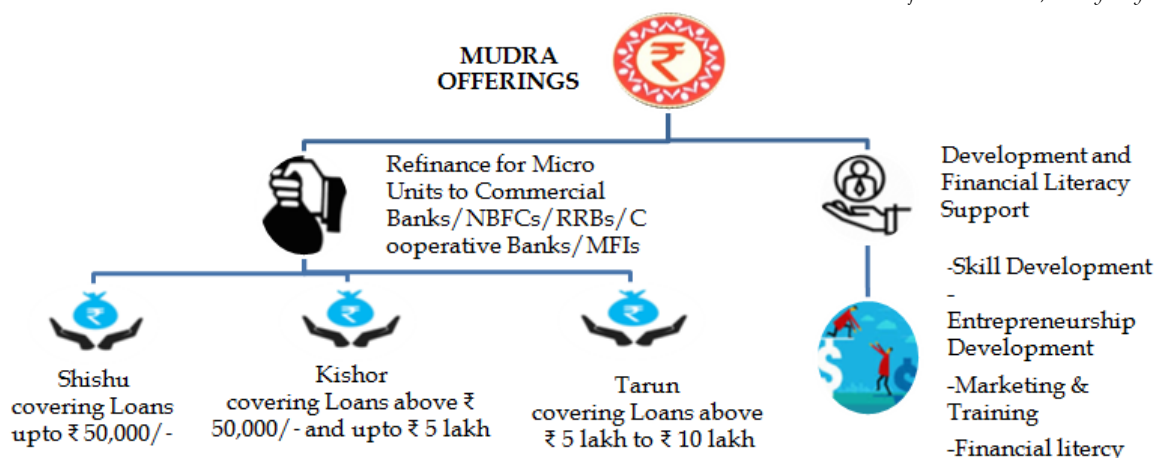 MUDRA
OFFERINGS
Refinance for Micro
Units to Commercial
Banks/NBFCs/RRBs/C
ooperative Banks/MFIs
Development and
Financial Literacy
Support
-Skill Development
-
Entrepreneurship
Development
-Marketing &
Training
-Financial litercy
Shishu
covering Loans
upto ₹ 50,000/-
Kishor
covering Loans above ₹
50,000/- and upto ₹ 5 lakh
Tarun
covering Loans above
₹ 5 lakh to ₹ 10 lakh